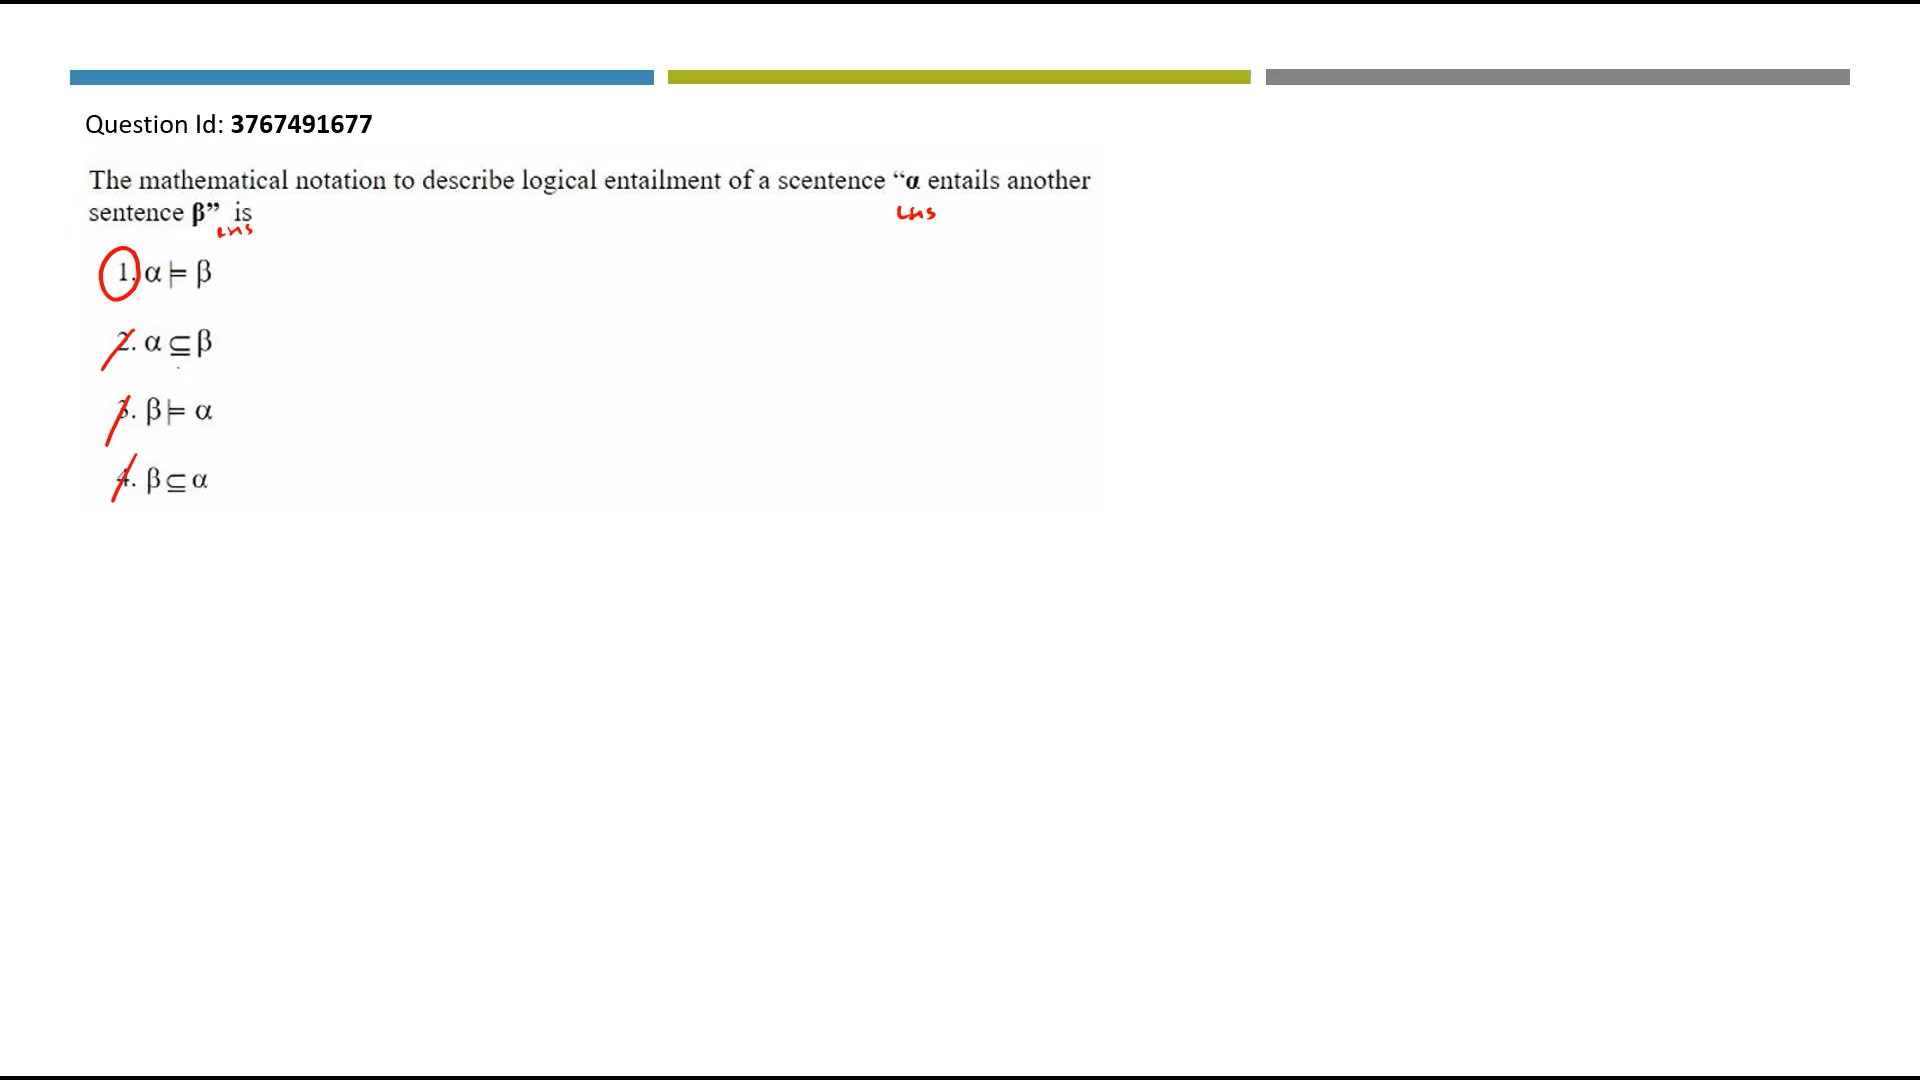 Question Id: 3767491677
The mathematical notation to describe logical entailment of a scentence “α entails another
sentence β” is
LHS
1. α ⊨ β
2. α ⊆ β
3. β ⊨ α
4. β ⊆ α